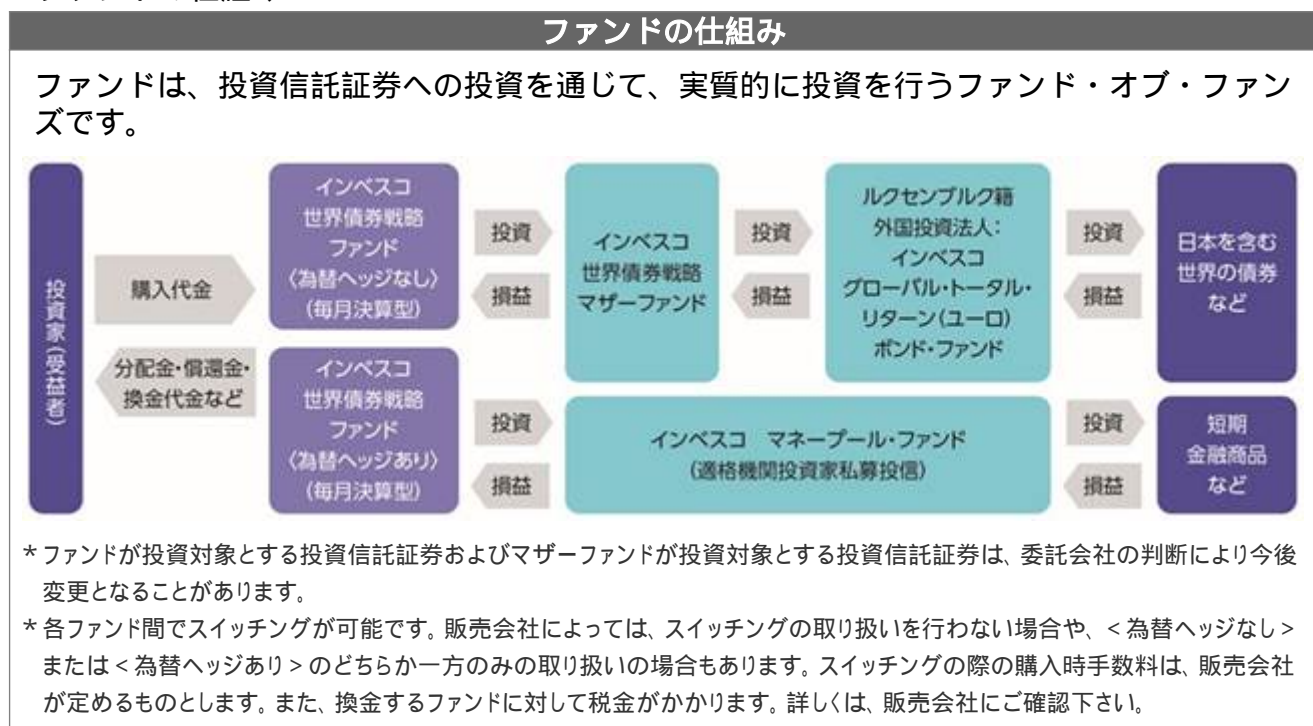 ファンドの仕組み
ファンドは、投資信託証券への投資を通じて、実質的に投資を行うファンド・オブ・ファン
ズです。
投資家（受益者）
購入代金
分配金・償還金・
換金代金など
インベスコ
世界債券戦略
ファンド
〈為替ヘッジなし〉
（毎月決算型）
インベスコ
世界債券戦略
ファンド
〈為替ヘッジあり〉
（毎月決算型）
投資
損益
投資
損益
インベスコ
世界債券戦略
マザーファンド
投資
損益
ルクセンブルク籍
外国投資法人：
インベスコ
グローバル・トータル・
リターン（ユーロ）
ボンド・ファンド
インベスコ　マネープール・ファンド
（適格機関投資家私募投信）
投資
損益
投資
損益
日本を含む
世界の債券
など
短期
金融商品
など
*ファンドが投資対象とする投資信託証券およびマザーファンドが投資対象とする投資信託証券は、委託会社の判断により今後
変更となることがあります。
*各ファンド間でスイッチングが可能です。販売会社によっては、スイッチングの取り扱いを行わない場合や、＜為替ヘッジなし＞
または＜為替ヘッジあり＞のどちらか一方のみの取り扱いの場合もあります。スイッチングの際の購入時手数料は、販売会社
が定めるものとします。また、換金するファンドに対して税金がかかります。詳しくは、販売会社にご確認下さい。